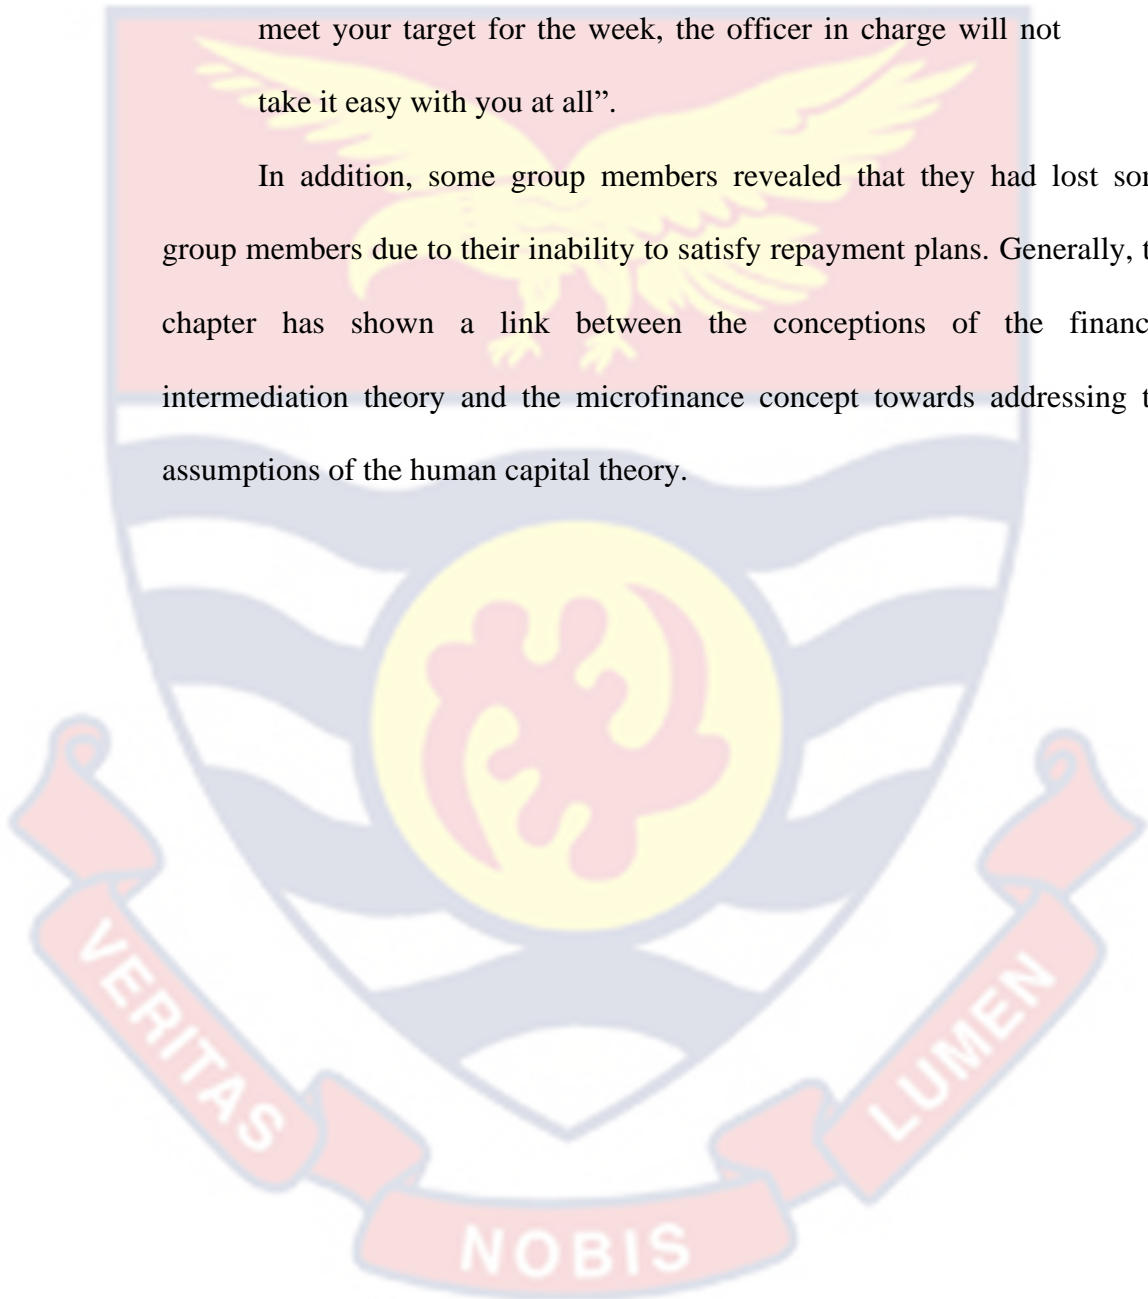 meet your target for the week, the officer in charge will not
take it easy with you at all”.
In addition, some group members revealed that they had lost
group members due to their inability to satisfy repayment plans. Generally,
chapter has shown a link between the conceptions of the
intermediation theory and the microfinance concept towards addressing
assumptions of the human capital theory.
VERITAS
NOBIS
LUMEN